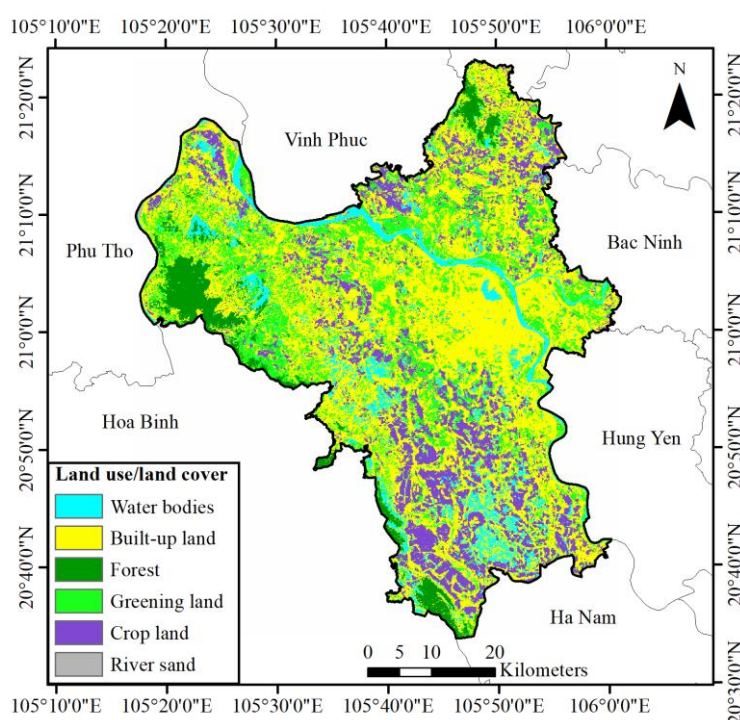 105°10'0"E 105°20'0"E 105°30'0"E 105°40'0"E 105°50'0"E 106°0'0"E
21°20'0"N
21°10'0"N
21°0'0"N
20°50'0"N
20°40'0"N
N
Vinh Phuc
Phu Tho
Bac Ninh
Hoa Binh
Hung Yen
Ha Nam
Land use/land cover
Water bodies
Built-up land
Forest
Greening land
Crop land
River sand
0 5 10 20
Kilometers
21°20'0"N
21°10'0"N
21°0'0"N
20°50'0"N
20°40'0"N
20°30'0"N
105°10'0"E 105°20'0"E 105°30'0"E 105°40'0"E 105°50'0"E 106°0'0"E